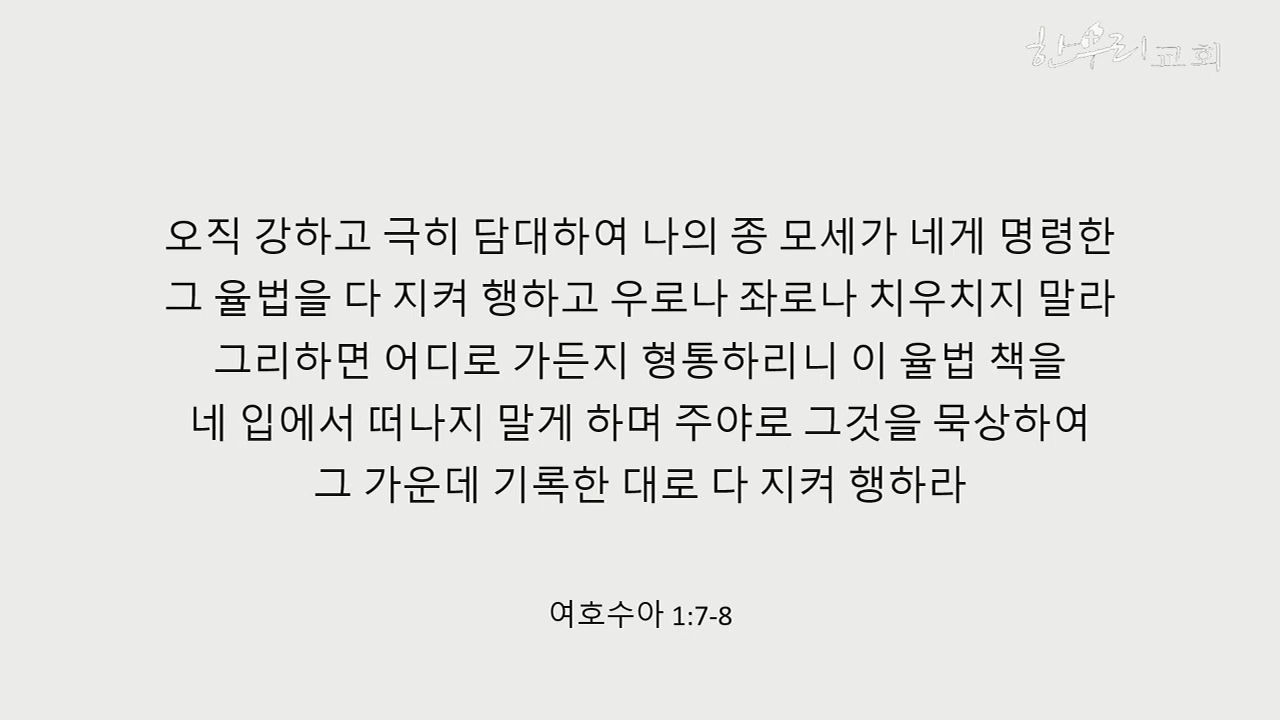 한우리교회
오직 강하고 극히 담대하여 나의 종 모세가 네게 명령한
그 율법을 다 지켜 행하고 우로나 좌로나 치우치지 말라
그리하면 어디로 가든지 형통하리니 이 율법 책을
네 입에서 떠나지 말게 하며 주야로 그것을 묵상하여
그 가운데 기록한 대로 다 지켜 행하라
여호수아 1:7-8